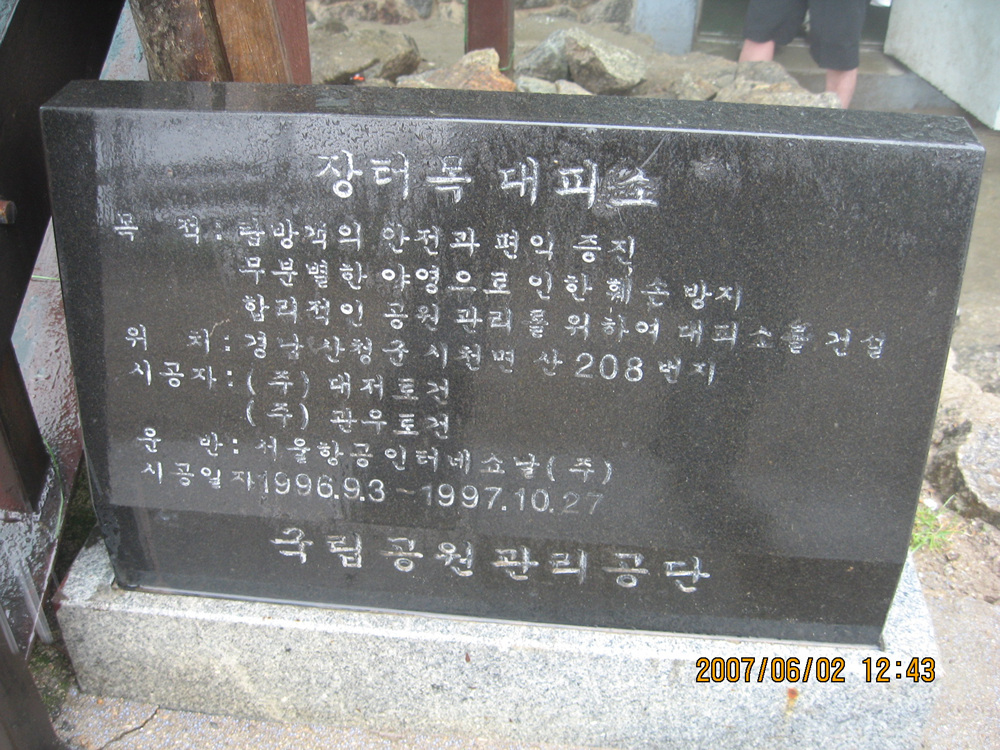 장터목 대피소
목 적 : 탐방객의 안전과 편익 증진
무분별한 야영으로 인한 훼손 방지
합리적인 공원 관리를 위하여 대피소를 건설
위 치 : 경남 산청군 시천면 산 208 번지
시공자 : (주) 대저토건
(주) 관우토건
운 반 : 서울항공인터네쇼날(주)
시공일자 1996.9.3 ~ 1997.10.27
국립공원관리공단
2007/06/02 12:43